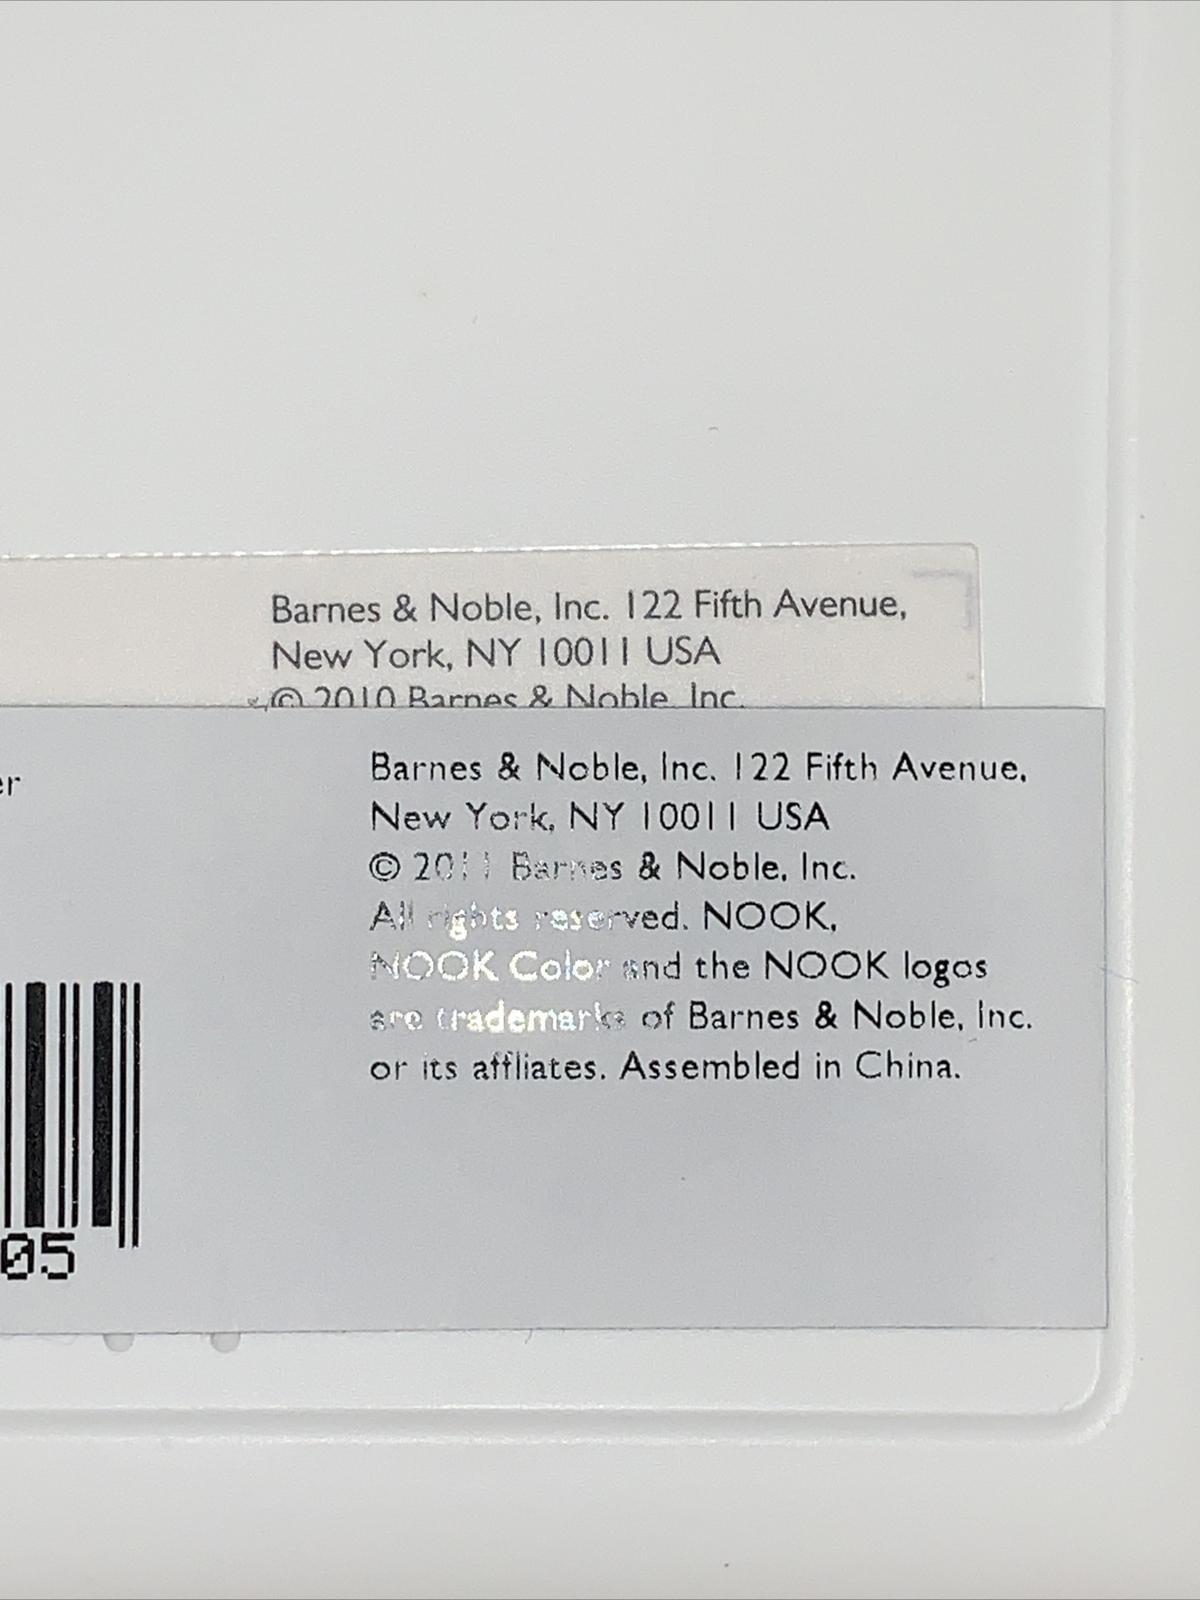 Barnes & Noble, Inc. 122 Fifth Avenue,
New York, NY 10011 USA
© 2010 Barnes & Noble, Inc.
er
Barnes & Noble, Inc. 122 Fifth Avenue,
New York, NY 10011 USA
© 2011 Barnes & Noble, Inc.
All rights reserved. NOOK,
NOOK Color and the NOOK logos
are trademarks of Barnes & Noble, Inc.
or its affliates. Assembled in China.
05